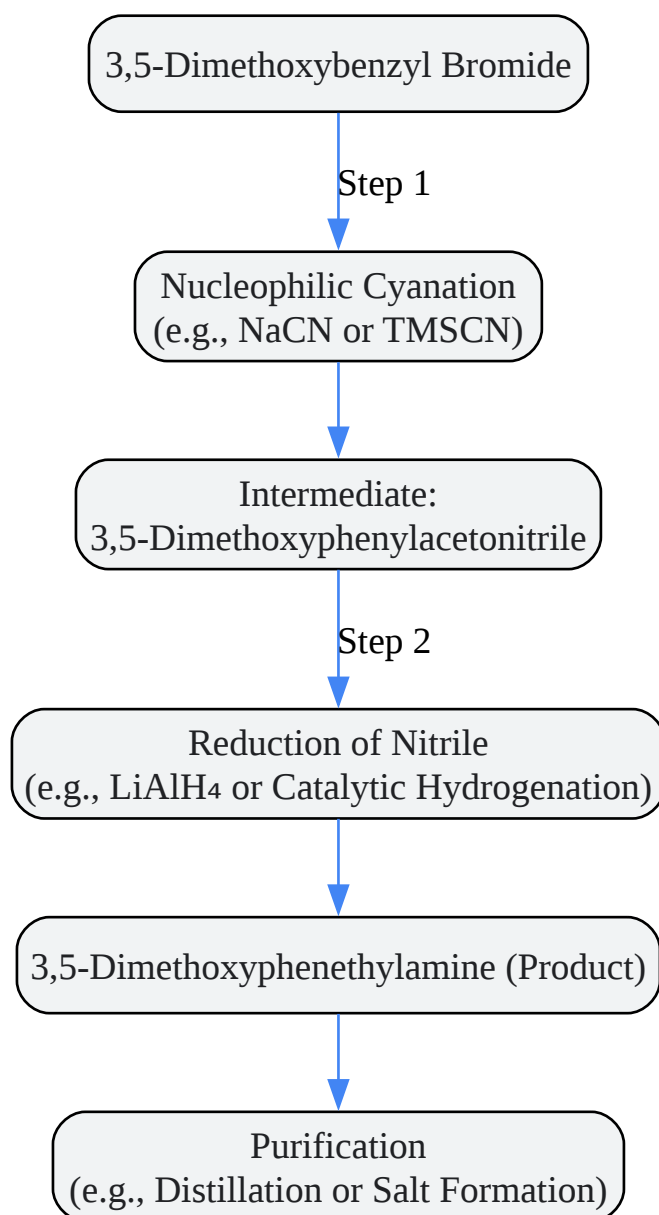 3,5-Dimethoxybenzyl Bromide
Step 1
Nucleophilic Cyanation
(e.g., NaCN or TMSCN)
Intermediate:
3,5-Dimethoxyphenylacetonitrile
Step 2
Reduction of Nitrile
(e.g., LiAlH₄ or Catalytic Hydrogenation)
3,5-Dimethoxyphenethylamine (Product)
Purification
(e.g., Distillation or Salt Formation)